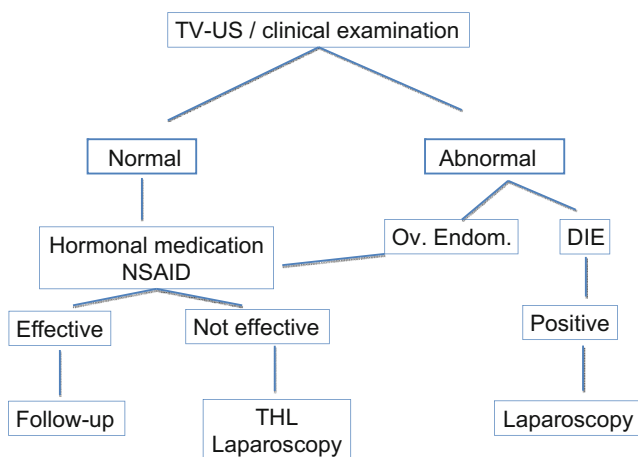 TV-US / clinical examination
Normal
Abnormal
Hormonal medication
NSAID
Ov. Endom.
DIE
Effective
Not effective
Positive
Follow-up
THL
Laparoscopy
Laparoscopy